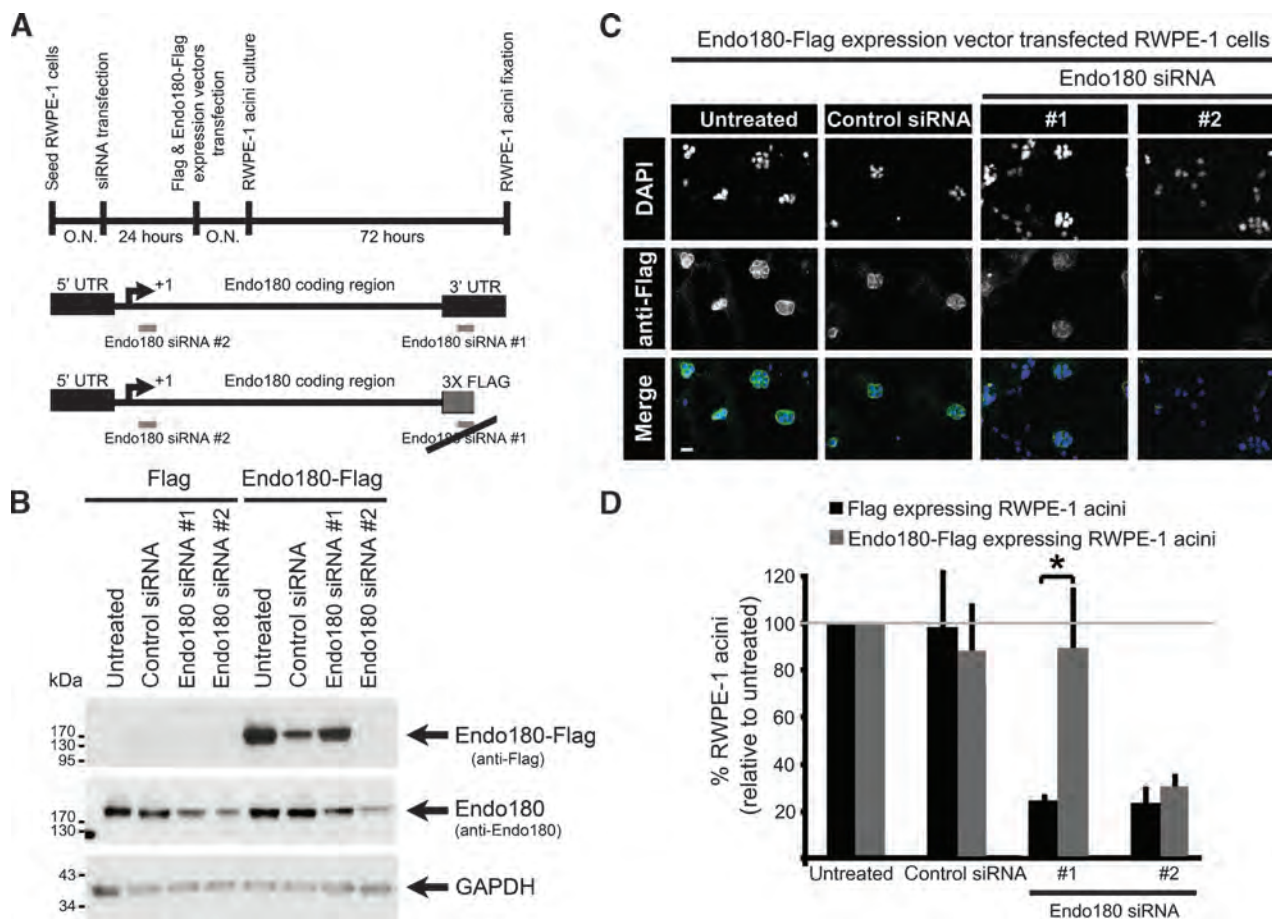 A
Seed RWPE-1 cells
siRNA transfection
Flag & Endo180-Flag
expression vectors
transfection
RWPE-1 acini culture
RWPE-1 acini fixation
O.N.
24 hours
O.N.
72 hours
5' UTR
+1
Endo180 coding region
3' UTR
Endo180 siRNA #2
Endo180 siRNA #1
5' UTR
+1
Endo180 coding region
3X FLAG
Endo180 siRNA #2
Endo180 siRNA #1
B
Flag
Endo180-Flag
Untreated
Control siRNA
Endo180 siRNA #1
Endo180 siRNA #2
Untreated
Control siRNA
Endo180 siRNA #1
Endo180 siRNA #2
kDa
170
130
95
Endo180-Flag
(anti-Flag)
170
130
Endo180
(anti-Endo180)
43
34
GAPDH
C
Endo180-Flag expression vector transfected RWPE-1 cells
Endo180 siRNA
Untreated
Control siRNA
#1
#2
DAPI
anti-Flag
Merge
D
Flag expressing RWPE-1 acini
Endo180-Flag expressing RWPE-1 acini
% RWPE-1 acini
(relative to untreated)
120
100
80
60
40
20
*
Untreated
Control siRNA
#1
#2
Endo180 siRNA